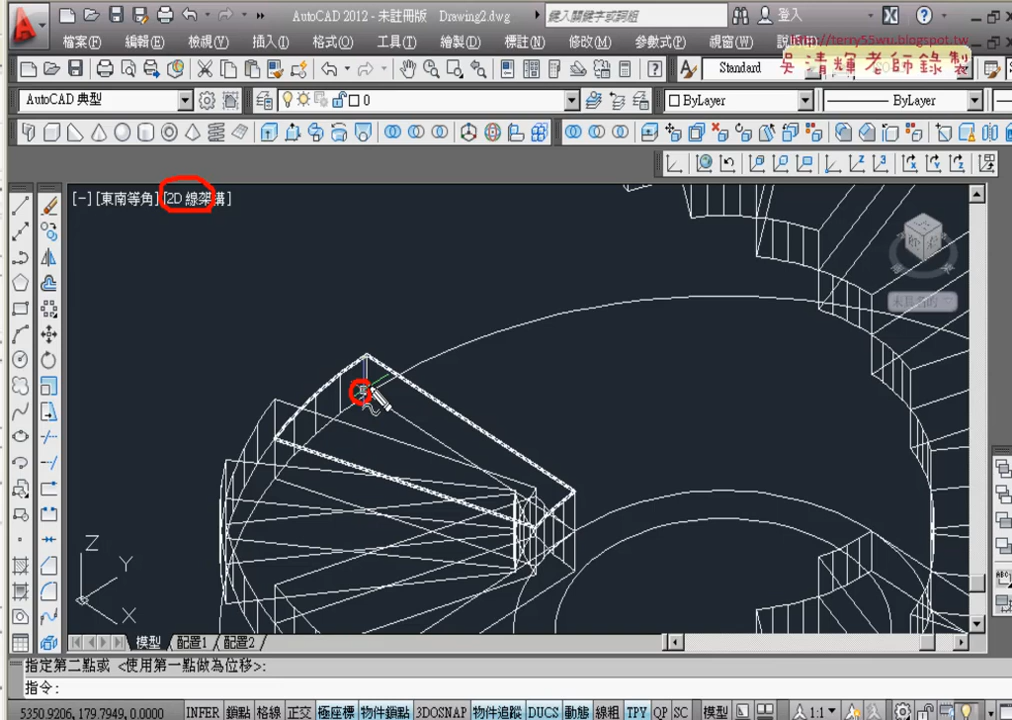 AutoCAD 2012 - 未註冊版 Drawing2.dwg
鍵入關鍵字或詞組
登入
檔案(F) 編輯(E) 檢視(V) 插入(I) 格式(O) 工具(T) 繪製(D) 標註(N) 修改(M) 參數式(P) 視窗(W)
http://terry55wu.blogspot.tw
吳清輝老師錄製
Standard
AutoCAD 典型
0
ByLayer
ByLayer
[-][東南等角][2D 線架構]
未具名的
Z
Y
X
模型 配置1 配置2
指定第二點或 <使用第一點做為位移>:
指令:
5350.9206, 179.7949, 0.0000 INFER 鎖點 格線 正交 極座標 物件鎖點 3DOSNAP 物件追蹤 DUCS 動態 線粗 TPY QP SC 模型 1:1